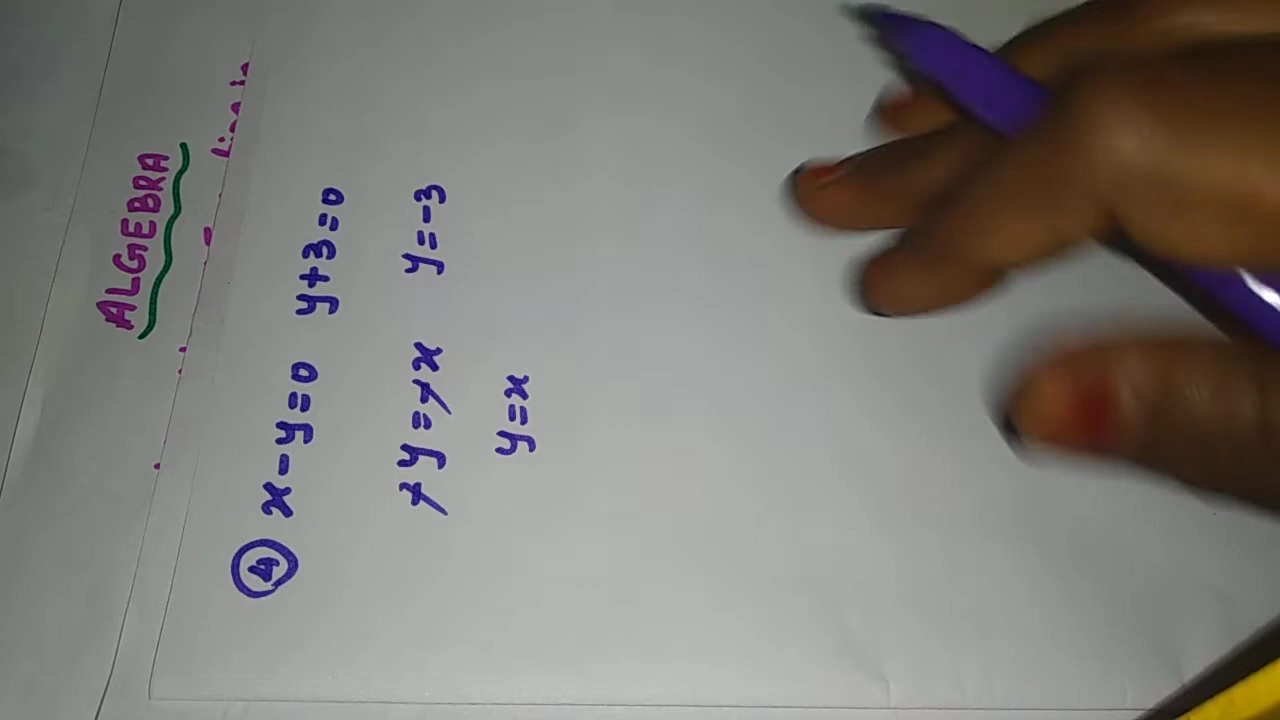 ALGEBRA
④ x-y=0 y+3=0
-y=-x y=-3
y=x